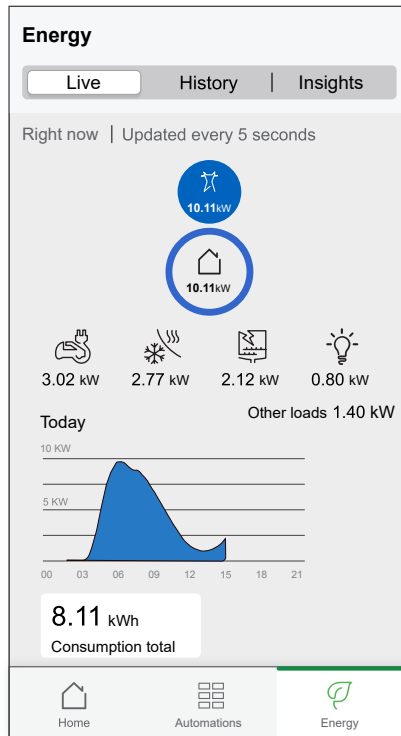 Energy
Live History | Insights
Right now | Updated every 5 seconds
10.11kW
10.11kW
3.02 kW 2.77 kW 2.12 kW 0.80 kW
Other loads 1.40 kW
Today
10 KW
5 KW
00 03 06 09 12 15 18 21
8.11 kWh
Consumption total
Home Automations Energy